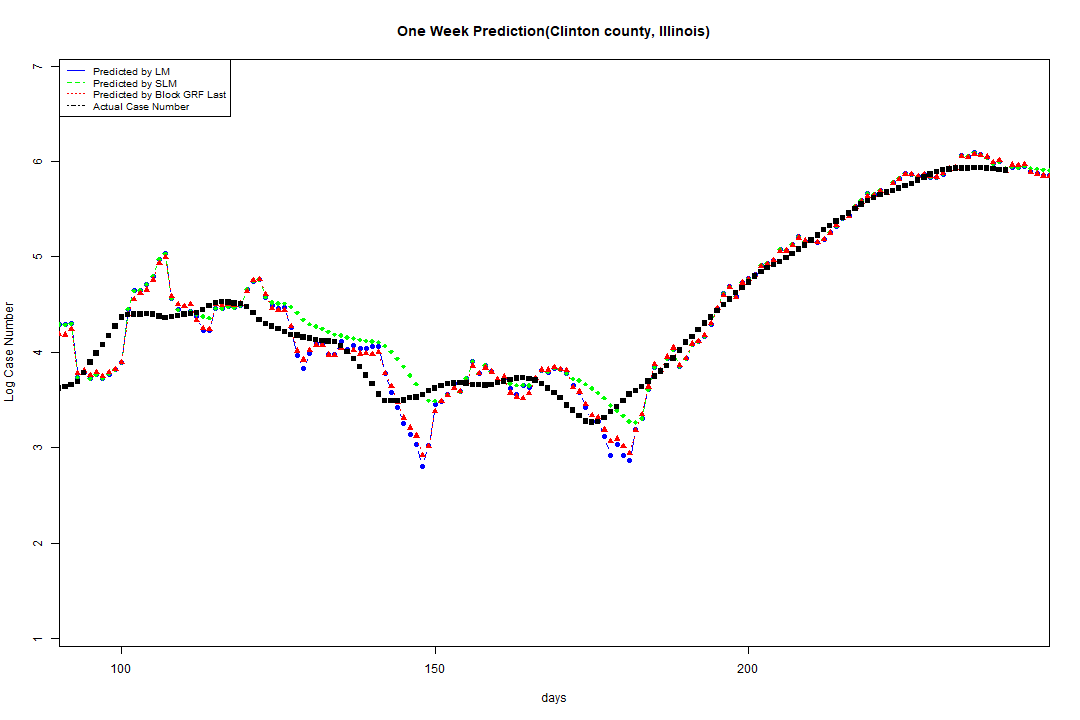 One Week Prediction(Clinton county, Illinois)
7
6
5
4
3
2
1
Log Case Number
Predicted by LM
Predicted by SLM
Predicted by Block GRF Last
Actual Case Number
100 150 200
days